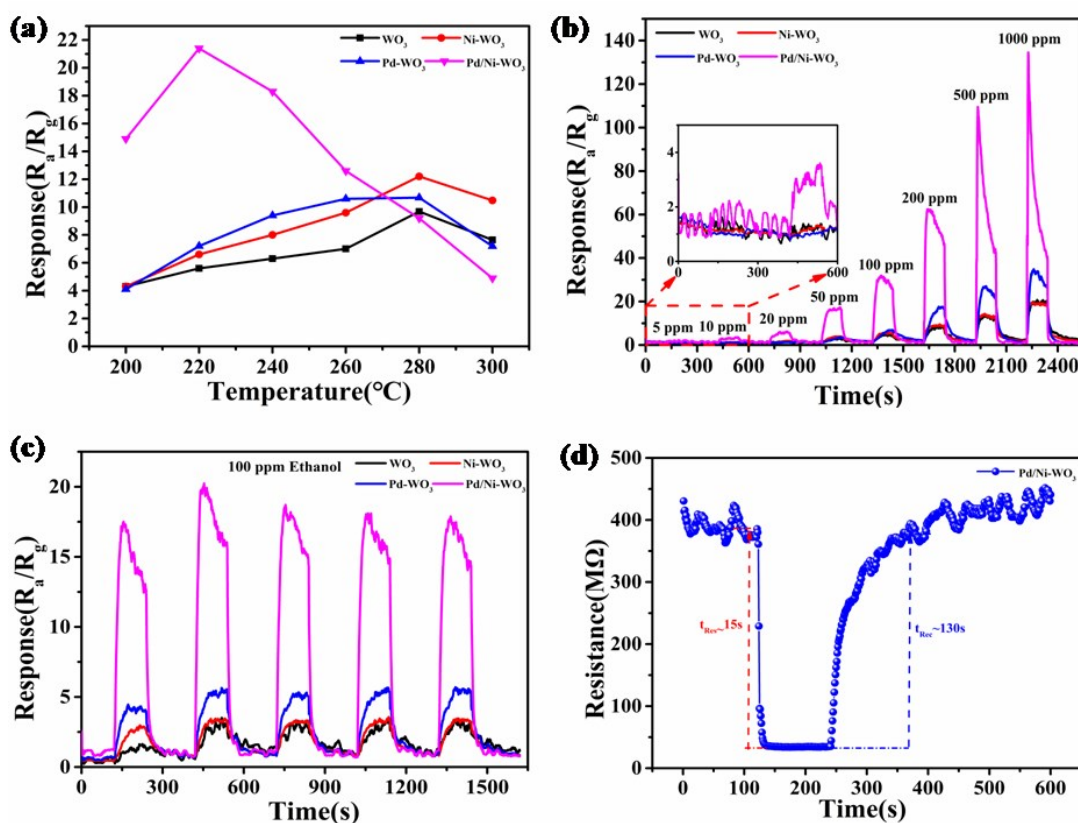 (a)
22
20
18
16
14
12
10
8
6
4
2
0
Response(Ra/Rg)
WO3 Ni-WO3
Pd-WO3 Pd/Ni-WO3
200 220 240 260 280 300
Temperature(°C)
(b)
140
120
100
80
60
40
20
0
Response(Ra/Rg)
WO3 Ni-WO3
Pd-WO3 Pd/Ni-WO3
1000 ppm
500 ppm
200 ppm
100 ppm
50 ppm
20 ppm
5 ppm 10 ppm
4
2
0
0 300 600
0 300 600 900 1200 1500 1800 2100 2400
Time(s)
(c)
20
15
10
5
0
Response(Ra/Rg)
100 ppm Ethanol
WO3 Ni-WO3
Pd-WO3 Pd/Ni-WO3
0 300 600 900 1200 1500
Time(s)
(d)
500
400
300
200
100
0
Resistance(MΩ)
Pd/Ni-WO3
tRes~15s
tRec~130s
0 100 200 300 400 500 600
Time(s)